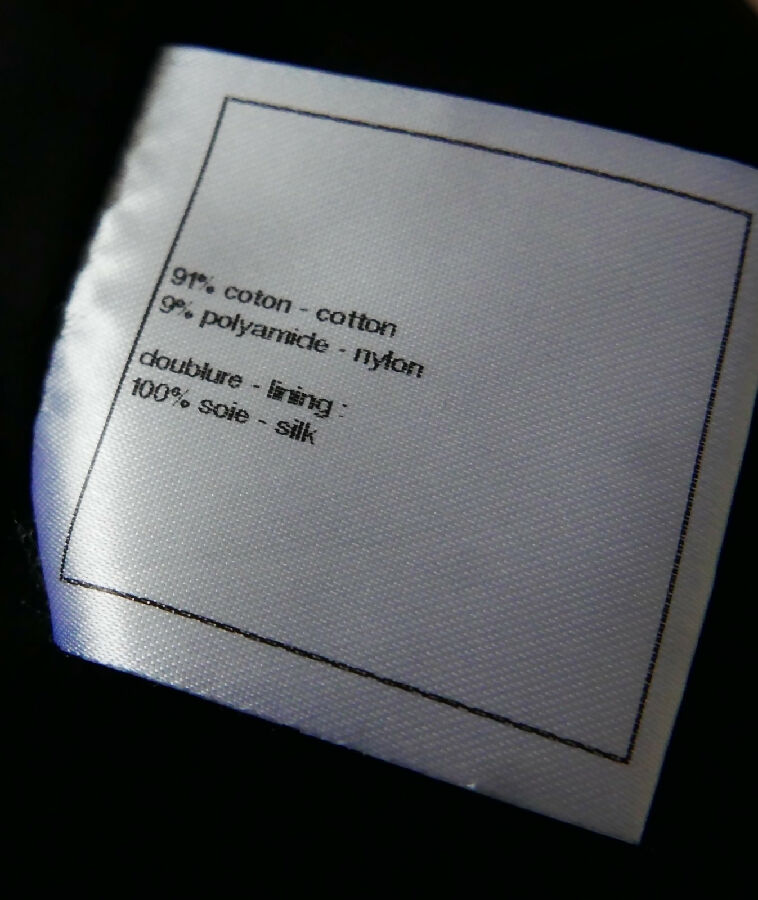 91% coton - cotton
9% polyamide - nylon
doublure - lining :
100% soie - silk